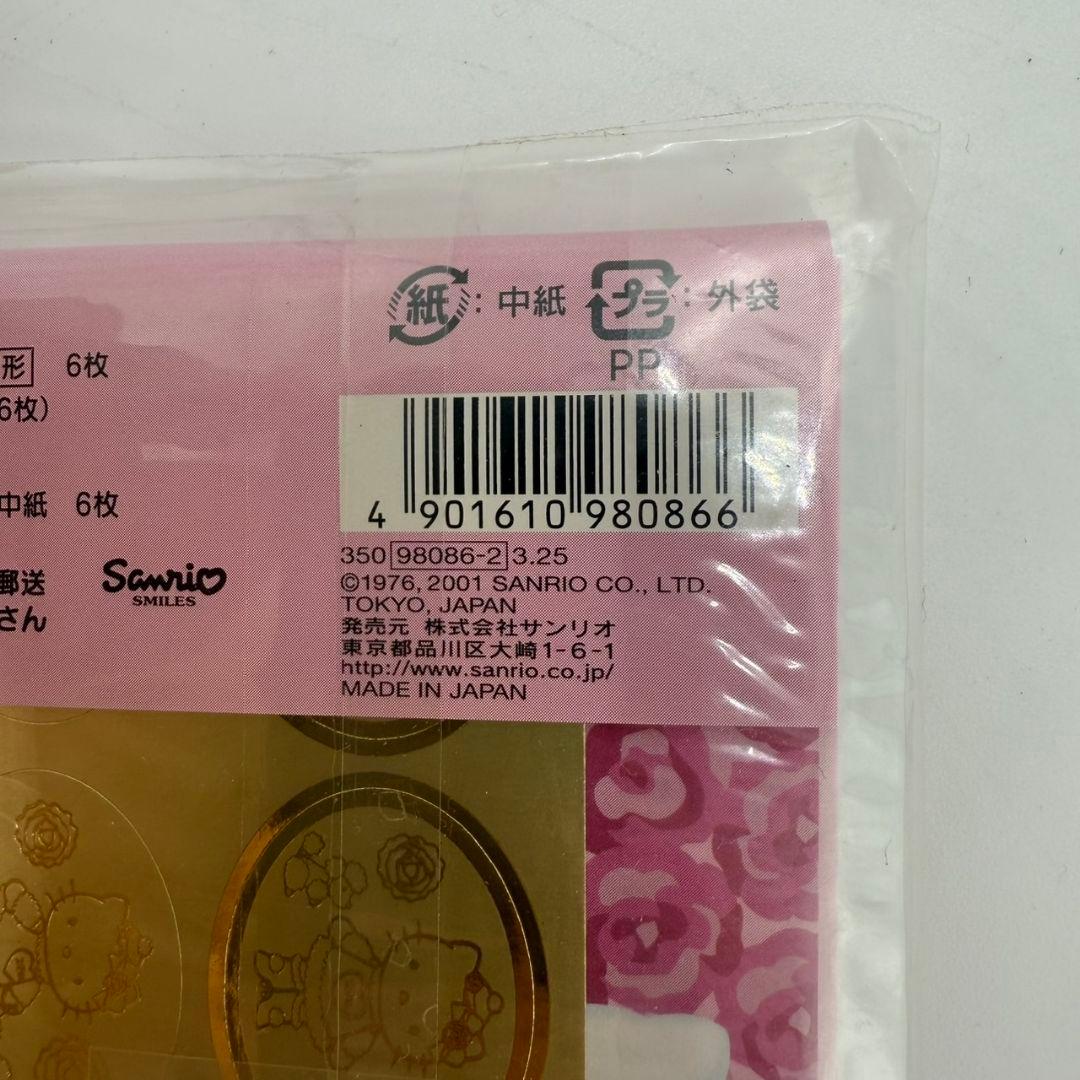 紙 : 中紙 プラ : 外袋
PP
形 6枚
6枚）
4 901610 980866
中紙 6枚
郵送
さん
Sanrio
SMILES
350 98086-2 3.25
©1976, 2001 SANRIO CO., LTD.
TOKYO, JAPAN
発売元 株式会社サンリオ
東京都品川区大崎1-6-1
http://www.sanrio.co.jp/
MADE IN JAPAN